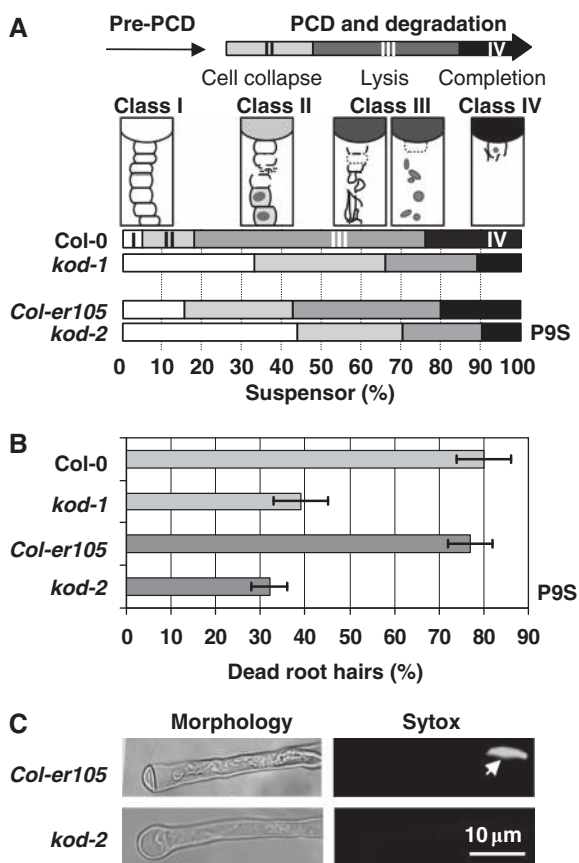 A
Pre-PCD PCD and degradation
II III IV
Cell collapse Lysis Completion
Class I Class II Class III Class IV
Col-0 I II III IV
kod-1
Col-er105
kod-2 P9S
0 10 20 30 40 50 60 70 80 90 100
Suspensor (%)
B
Col-0
kod-1
Col-er105
kod-2 P9S
0 10 20 30 40 50 60 70 80 90
Dead root hairs (%)
C
Morphology Sytox
Col-er105
kod-2
10 μm